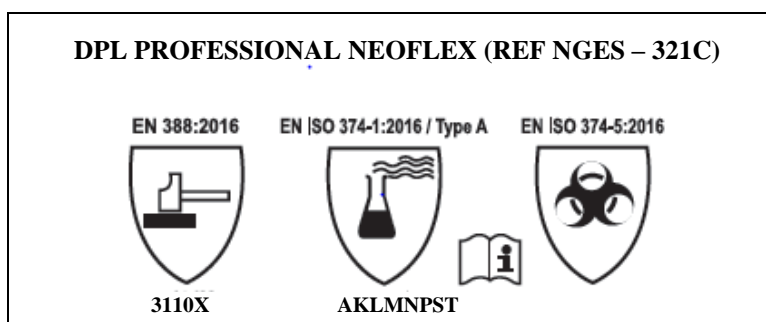 DPL PROFESSIONAL NEOFLEX (REF NGES – 321C)
EN 388:2016 EN ISO 374-1:2016 / Type A EN ISO 374-5:2016
i
3110X AKLMNPST